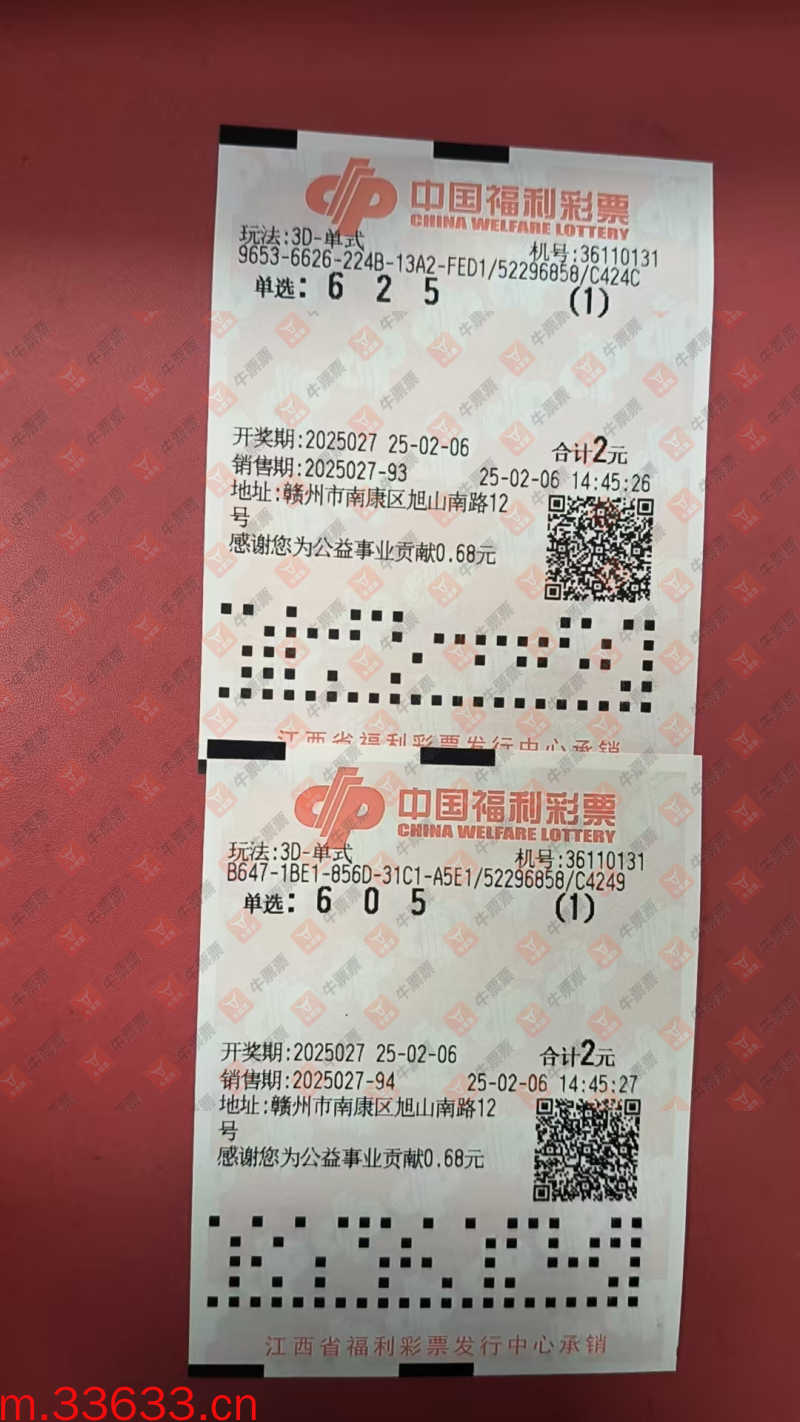 中国福利彩票
CHINA WELFARE LOTTERY
玩法:3D-单式 机号:36110131
9653-6626-224B-13A2-FED1/52296858/C424C
单选: 6 2 5 (1)
开奖期:2025027 25-02-06 合计2元
销售期:2025027-93 25-02-06 14:45:26
地址:赣州市南康区旭山南路12
号
感谢您为公益事业贡献0.68元
江西省福利彩票发行中心承销
中国福利彩票
CHINA WELFARE LOTTERY
玩法:3D-单式 机号:36110131
B647-1BE1-856D-31C1-A5E1/52296858/C4249
单选: 6 0 5 (1)
开奖期:2025027 25-02-06 合计2元
销售期:2025027-94 25-02-06 14:45:27
地址:赣州市南康区旭山南路12
号
感谢您为公益事业贡献0.68元
江西省福利彩票发行中心承销
牛票票
m.33633.cn